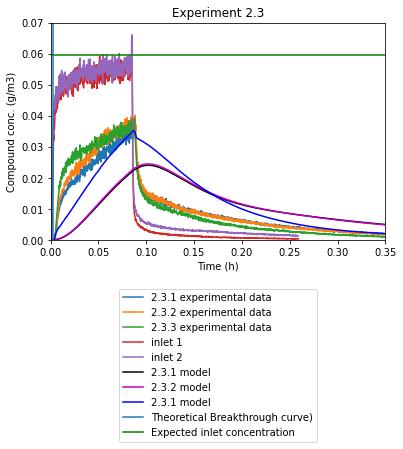 Experiment 2.3
0.07
0.06
0.05
0.04
0.03
0.02
0.01
0.00
Compound conc. (g/m3)
0.00 0.05 0.10 0.15 0.20 0.25 0.30 0.35
Time (h)
2.3.1 experimental data
2.3.2 experimental data
2.3.3 experimental data
inlet 1
inlet 2
2.3.1 model
2.3.2 model
2.3.1 model
Theoretical Breakthrough curve)
Expected inlet concentration